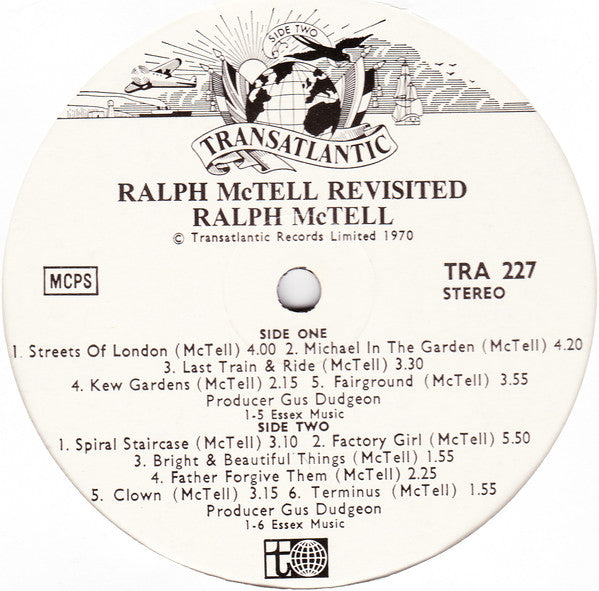 SIDE TWO
TRANSATLANTIC
RALPH McTELL REVISITED
RALPH McTELL
© Transatlantic Records Limited 1970
MCPS
TRA 227
STEREO
SIDE ONE
1. Streets Of London (McTell) 4.00 2. Michael In The Garden (McTell) 4.20
3. Last Train & Ride (McTell) 3.30
4. Kew Gardens (McTell) 2.15 5. Fairground (McTell) 3.55
Producer Gus Dudgeon
1-5 Essex Music
SIDE TWO
1. Spiral Staircase (McTell) 3.10 2. Factory Girl (McTell) 5.50
3. Bright & Beautiful Things (McTell) 1.55
4. Father Forgive Them (McTell) 2.25
5. Clown (McTell) 3.15 6. Terminus (McTell) 1.55
Producer Gus Dudgeon
1-6 Essex Music
t